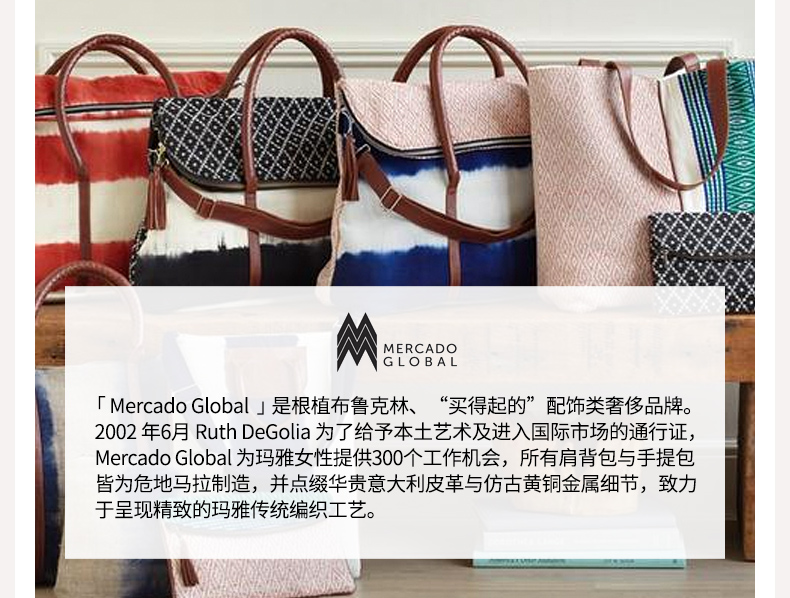 MERCADO
GLOBAL
「 Mercado Global 」是根植布鲁克林、 “买得起的” 配饰类奢侈品牌。
2002 年6月 Ruth DeGolia 为了给予本土艺术及进入国际市场的通行证，
Mercado Global 为玛雅女性提供300个工作机会，所有肩背包与手提包
皆为危地马拉制造，并点缀华贵意大利皮革与仿古黄铜金属细节，致力
于呈现精致的玛雅传统编织工艺。